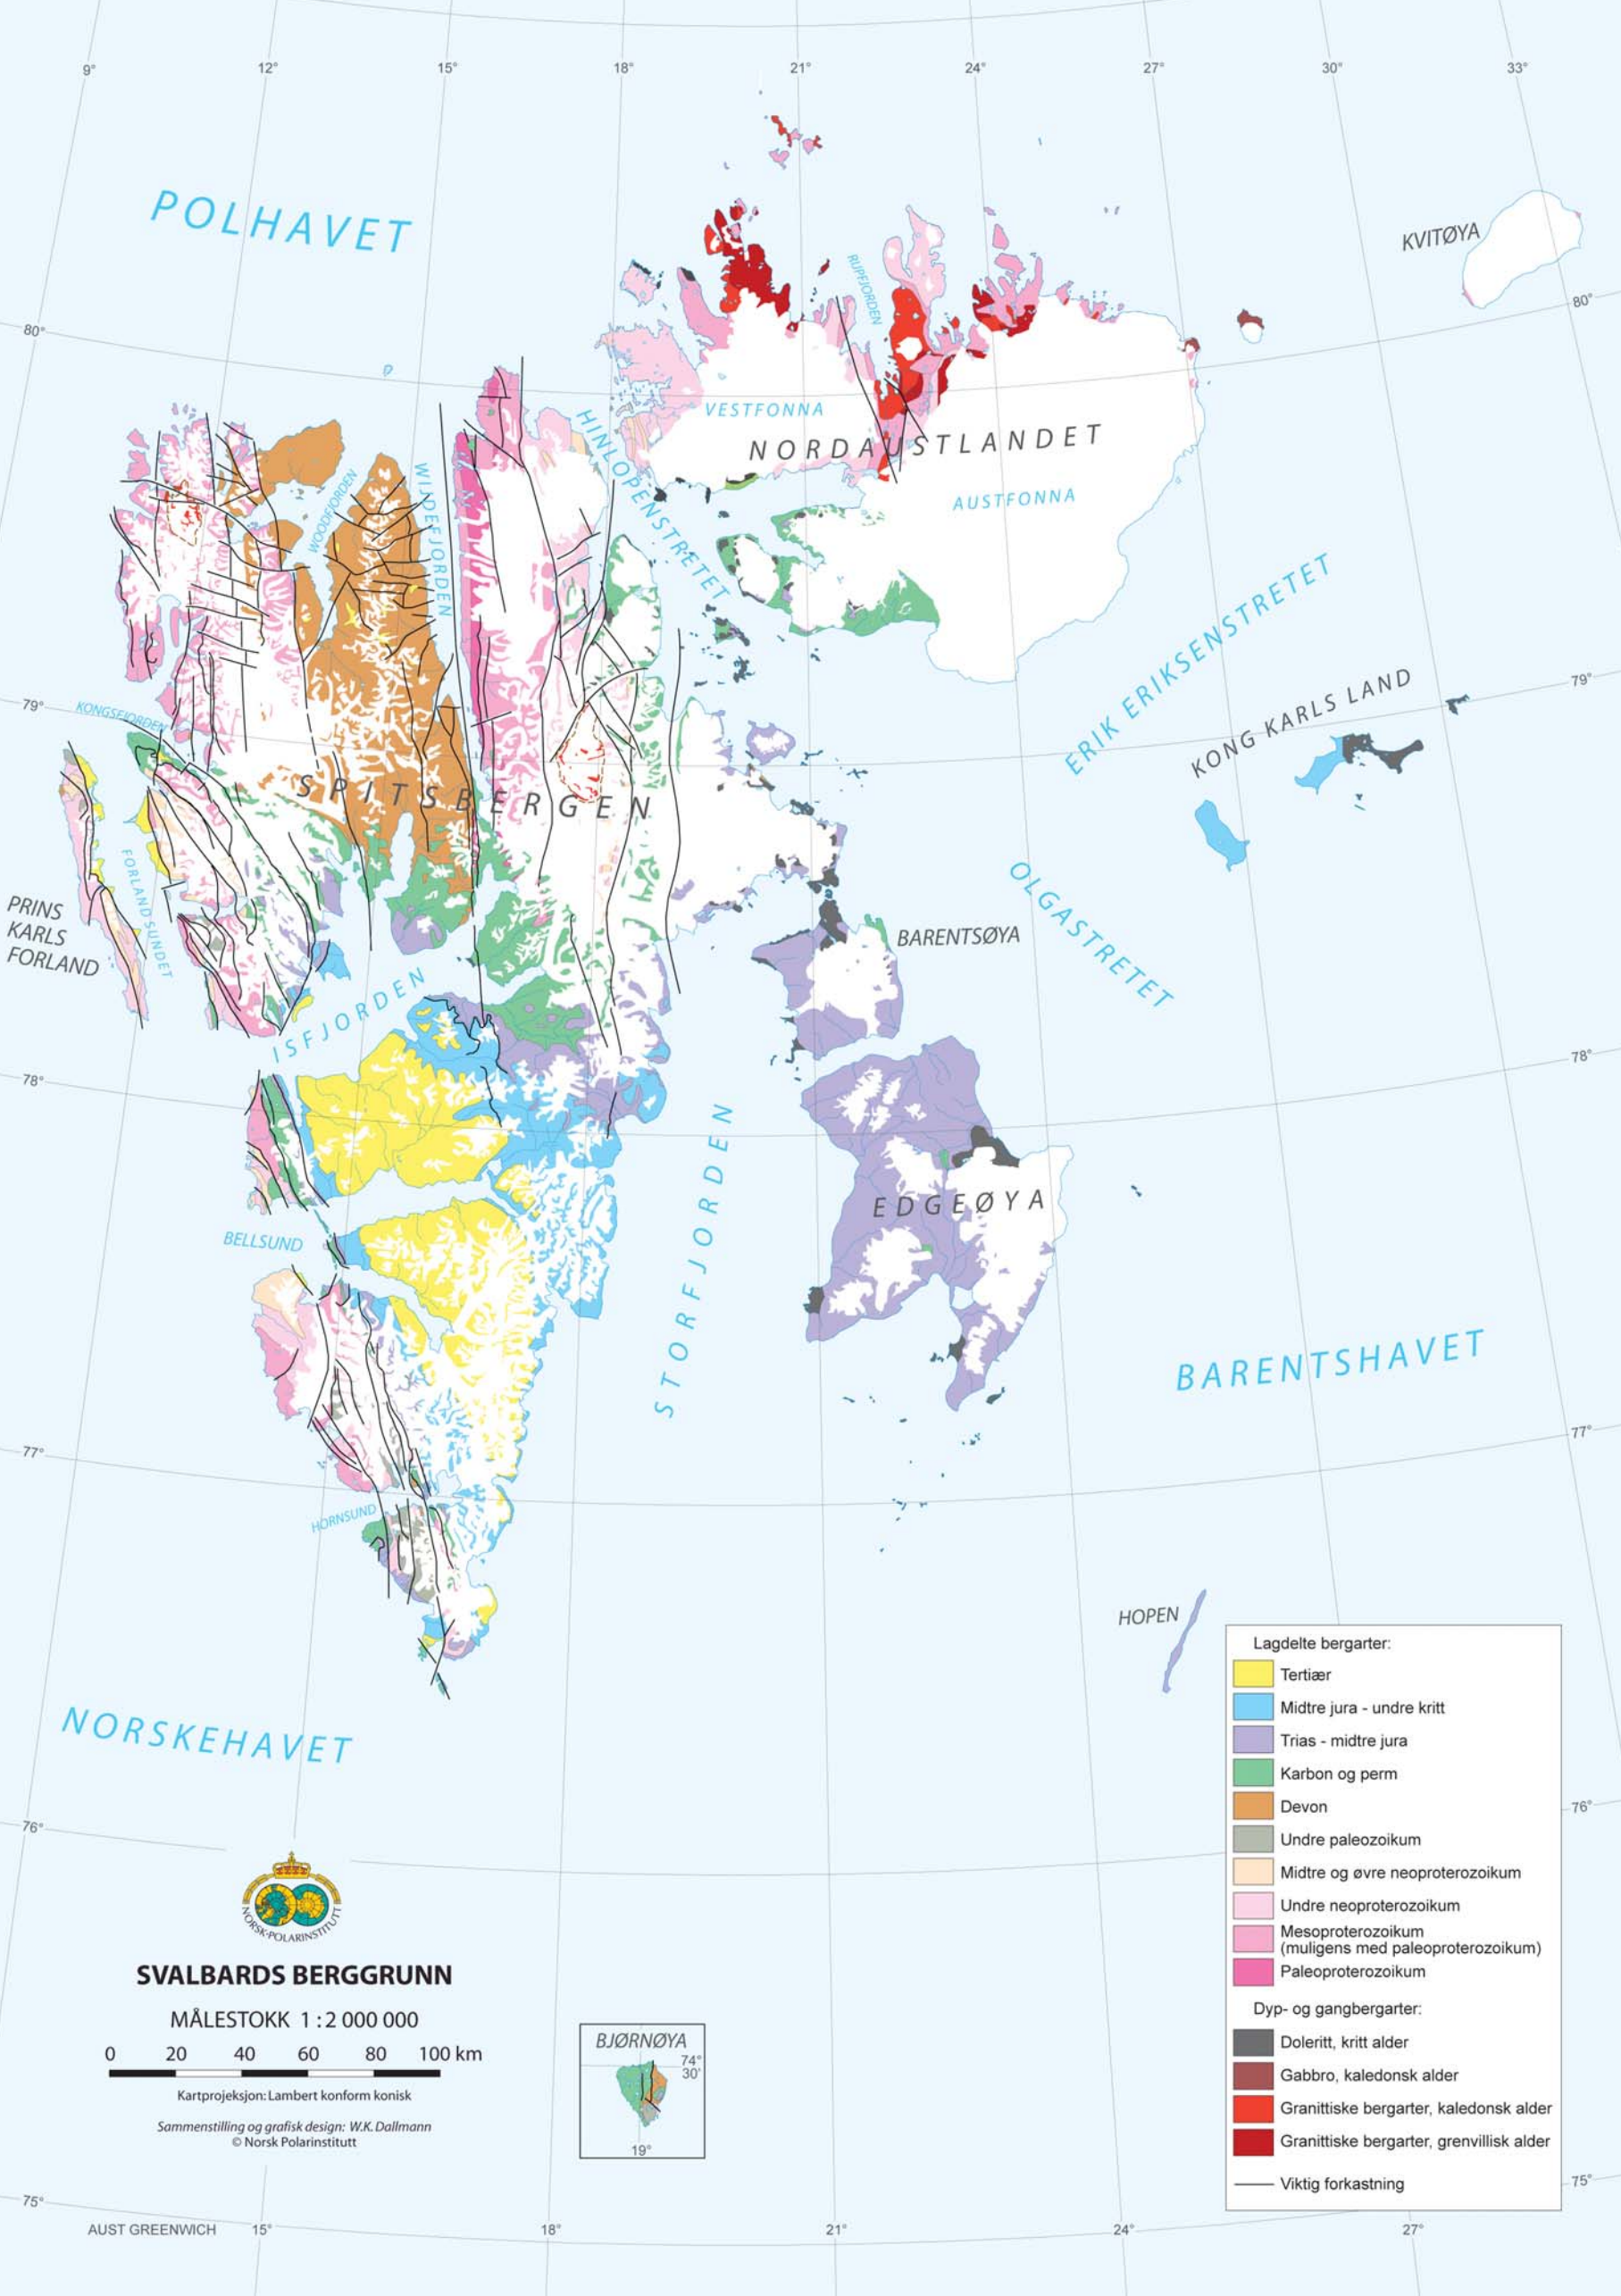 9°
12°
15°
18°
21°
24°
27°
30°
33°
POLHAVET
KVITØYA
RIJPFJORDEN
80°
80°
VESTFONNA
NORDAUSTLANDET
HINLOPENSTRETET
AUSTFONNA
WOODFJORDEN
WIJDEFJORDEN
ERIK ERIKSENSTRETET
79°
79°
KONGSFJORDEN
KONG KARLS LAND
SPITSBERGEN
FORLANDSUNDET
OLGASTRETET
PRINS
KARLS
FORLAND
BARENTSØYA
ISFJORDEN
78°
78°
STORFJORDEN
EDGEØYA
BELLSUND
BARENTSHAVET
77°
77°
HORNSUND
HOPEN
NORSKEHAVET
76°
76°
Lagdelte bergarter:
Tertiær
Midtre jura - undre kritt
Trias - midtre jura
Karbon og perm
Devon
Undre paleozoikum
Midtre og øvre neoproterozoikum
Undre neoproterozoikum
Mesoproterozoikum
(muligens med paleoproterozoikum)
Paleoproterozoikum
Dyp- og gangbergarter:
Doleritt, kritt alder
Gabbro, kaledonsk alder
Granittiske bergarter, kaledonsk alder
Granittiske bergarter, grenvillisk alder
Viktig forkastning
NORSK POLARINSTITUTT
SVALBARDS BERGGRUNN
MÅLESTOKK 1 : 2 000 000
0 20 40 60 80 100 km
Kartprojeksjon: Lambert konform konisk
Sammenstilling og grafisk design: W.K. Dallmann
© Norsk Polarinstitutt
BJØRNØYA
74°
30'
19°
75°
75°
AUST GREENWICH
15°
18°
21°
24°
27°